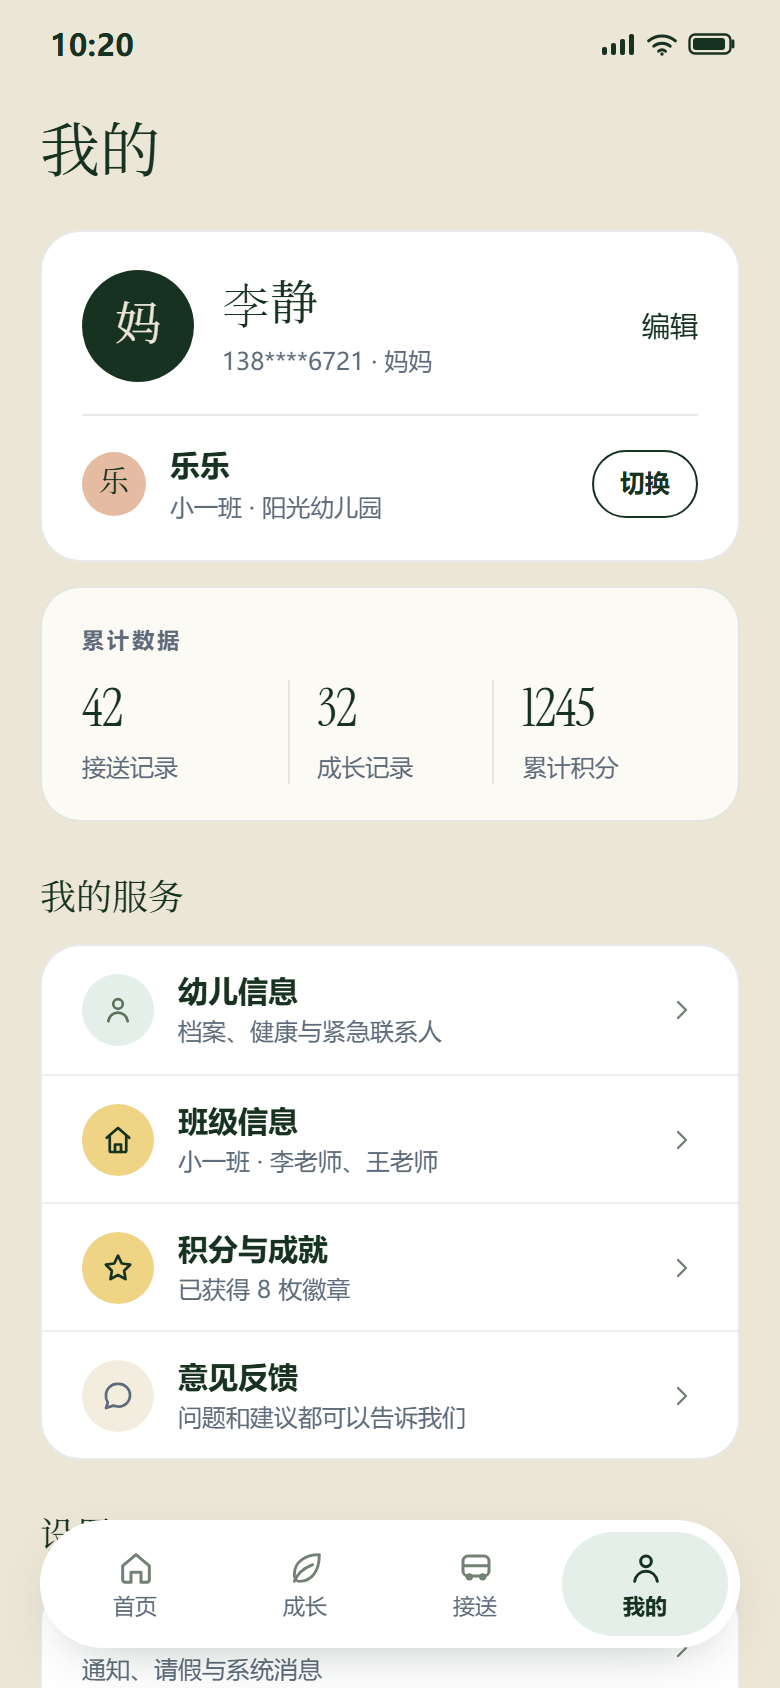 10:20
我的
妈
李静
138****6721 · 妈妈
编辑
乐
乐乐
小一班 · 阳光幼儿园
切换
累计数据
42
32
1245
接送记录
成长记录
累计积分
我的服务
幼儿信息
档案、健康与紧急联系人
班级信息
小一班 · 李老师、王老师
积分与成就
已获得 8 枚徽章
意见反馈
问题和建议都可以告诉我们
首页
成长
接送
我的
通知、请假与系统消息